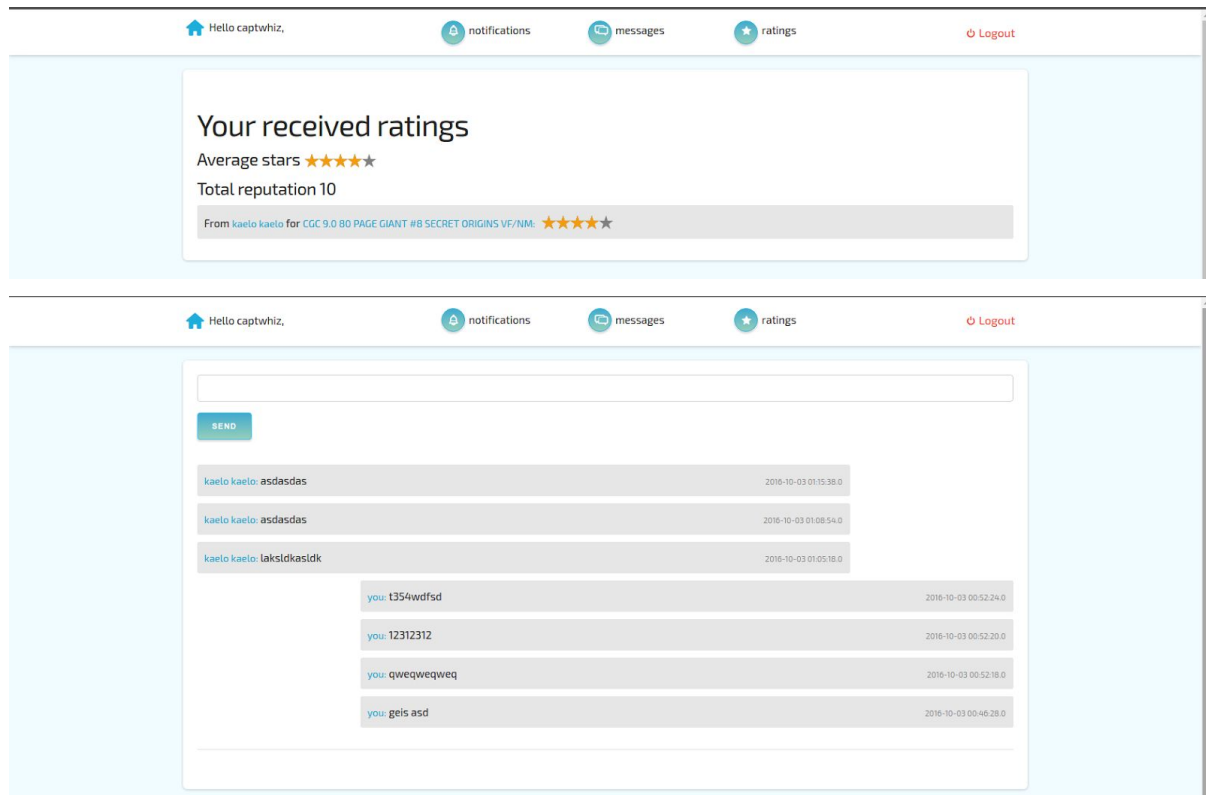 Hello captwhiz, notifications messages ratings Logout
Your received ratings
Average stars
Total reputation 10
From kaelo kaelo for CGC 9.0 80 PAGE GIANT #8 SECRET ORIGINS VF/NM:
Hello captwhiz, notifications messages ratings Logout
SEND
kaelo kaelo: asdasdas 2016-10-03 01:15:38.0
kaelo kaelo: asdasdas 2016-10-03 01:08:54.0
kaelo kaelo: laksldkasldk 2016-10-03 01:05:18.0
you: t354wdfsd 2016-10-03 00:52:24.0
you: 12312312 2016-10-03 00:52:20.0
you: qweqweqweq 2016-10-03 00:52:18.0
you: geis asd 2016-10-03 00:46:28.0